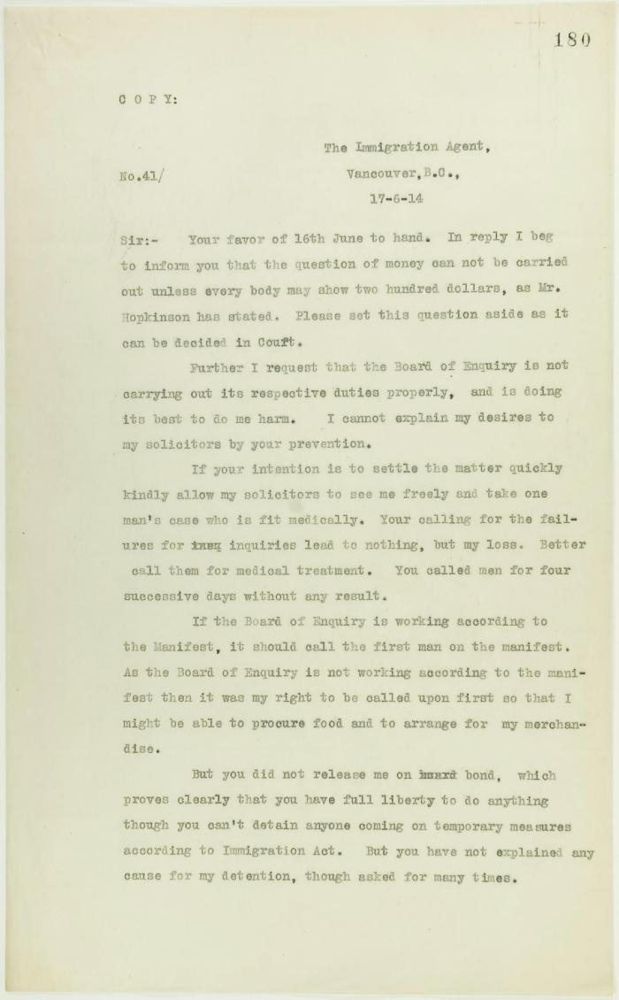 180
C O P Y:
The Immigration Agent,
No.41/
Vancouver,B.C.,
17-6-14
Sir:- Your favor of 16th June to hand. In reply I beg
to inform you that the question of money can not be carried
out unless every body may show two hundred dollars, as Mr.
Hopkinson has stated. Please set this question aside as it
can be decided in Court.
Further I request that the Board of Enquiry is not
carrying out its respective duties properly, and is doing
its best to do me harm. I cannot explain my desires to
my solicitors by your prevention.
If your intention is to settle the matter quickly
kindly allow my solicitors to see me freely and take one
man's case who is fit medically. Your calling for the fail-
ures for inquiries lead to nothing, but my loss. Better
call them for medical treatment. You called men for four
successive days without any result.
If the Board of Enquiry is working according to
the Manifest, it should call the first man on the manifest.
As the Board of Enquiry is not working according to the mani-
fest then it was my right to be called upon first so that I
might be able to procure food and to arrange for my merchan-
dise.
But you did not release me on bond, which
proves clearly that you have full liberty to do anything
though you can't detain anyone coming on temporary measures
according to Immigration Act. But you have not explained any
cause for my detention, though asked for many times.